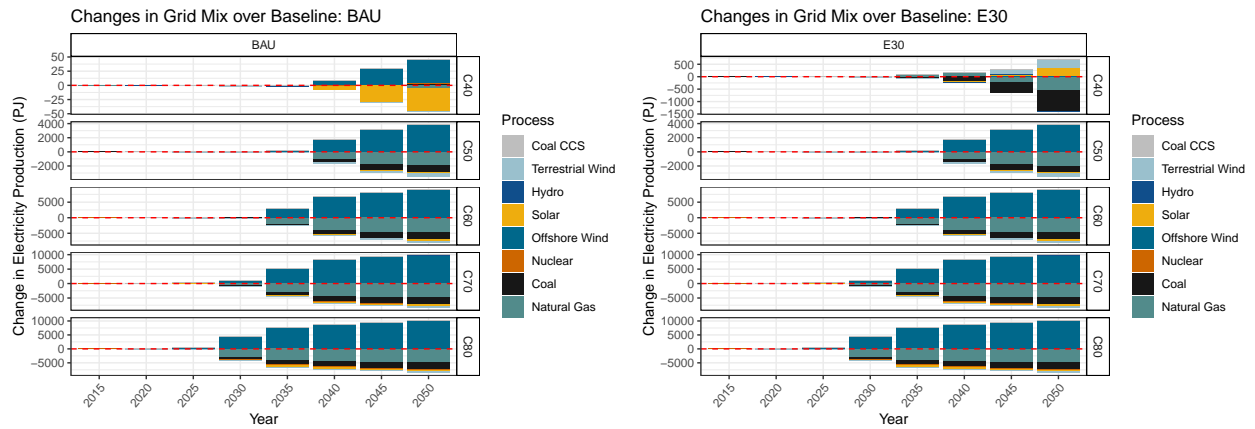 Changes in Grid Mix over Baseline: BAU
BAU
Change in Electricity Production (PJ)
50
25
0
−25
−50
C40
4000
2000
0
−2000
C50
5000
0
−5000
C60
10000
5000
0
−5000
C70
10000
5000
0
−5000
C80
2015
2020
2025
2030
2035
2040
2045
2050
Year
Process
Coal CCS
Terrestrial Wind
Hydro
Solar
Offshore Wind
Nuclear
Coal
Natural Gas
Changes in Grid Mix over Baseline: E30
E30
Change in Electricity Production (PJ)
500
0
−500
−1000
−1500
C40
4000
2000
0
−2000
C50
5000
0
−5000
C60
10000
5000
0
−5000
C70
10000
5000
0
−5000
C80
2015
2020
2025
2030
2035
2040
2045
2050
Year
Process
Coal CCS
Terrestrial Wind
Hydro
Solar
Offshore Wind
Nuclear
Coal
Natural Gas